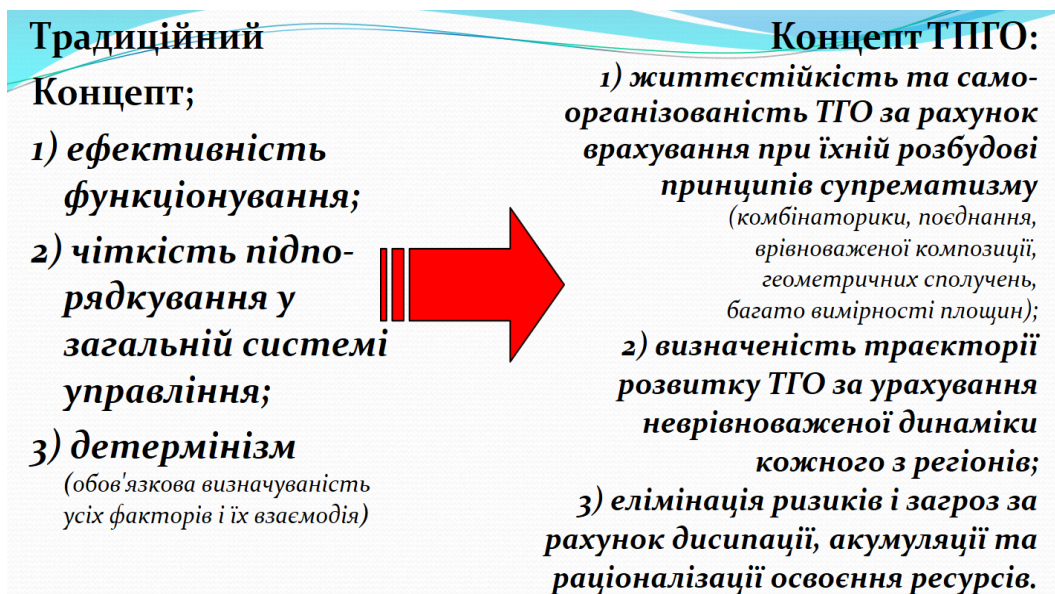 Традиційний
Концепт;
1) ефективність
функціонування;
2) чіткість підпо-
рядкування у
загальній системі
управління;
3) детермінізм
(обов'язкова визначуваність
усіх факторів і їх взаємодія)
Концепт ТПГО:
1) життєстійкість та само-
організованість ТГО за рахунок
врахування при їхній розбудові
принципів супрематизму
(комбінаторики, поєднання,
врівноваженої композиції,
геометричних сполучень,
багато вимірності площин);
2) визначеність траєкторії
розвитку ТГО за урахування
неврівноваженої динаміки
кожного з регіонів;
3) елімінація ризиків і загроз за
рахунок дисипації, акумуляції та
раціоналізації освоєння ресурсів.